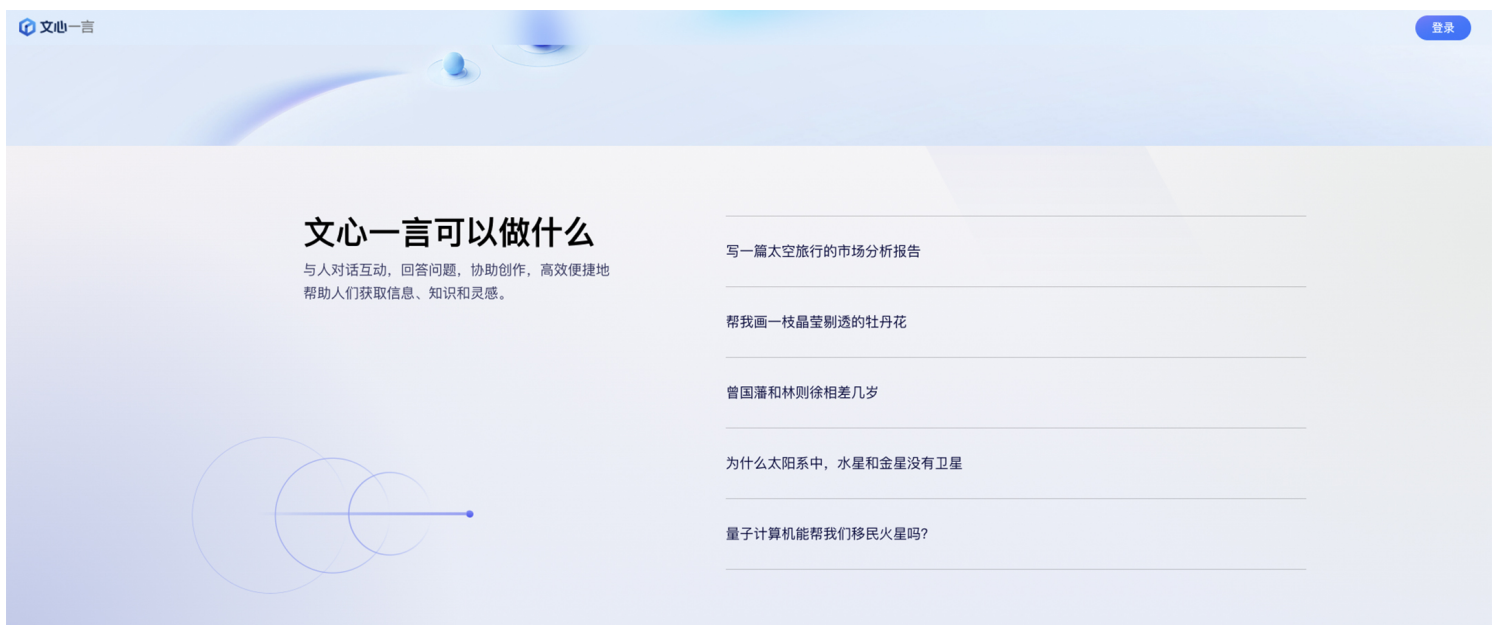 文心一言
登录
文心一言可以做什么
与人对话互动，回答问题，协助创作，高效便捷地
帮助人们获取信息、知识和灵感。
写一篇太空旅行的市场分析报告
帮我画一枝晶莹剔透的牡丹花
曾国藩和林则徐相差几岁
为什么太阳系中，水星和金星没有卫星
量子计算机能帮我们移民火星吗?